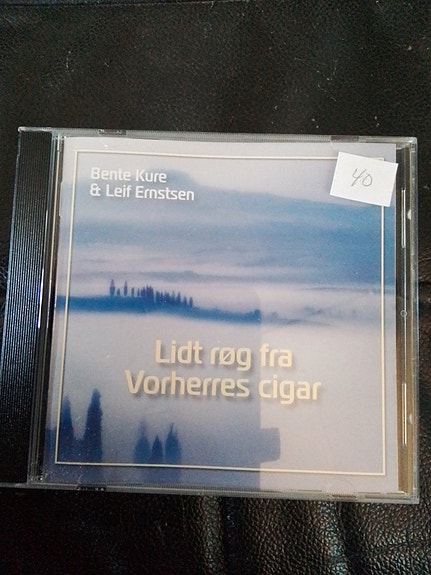 Bente Kure
& Leif Ernstsen
40
Lidt røg fra
Vorherres cigar